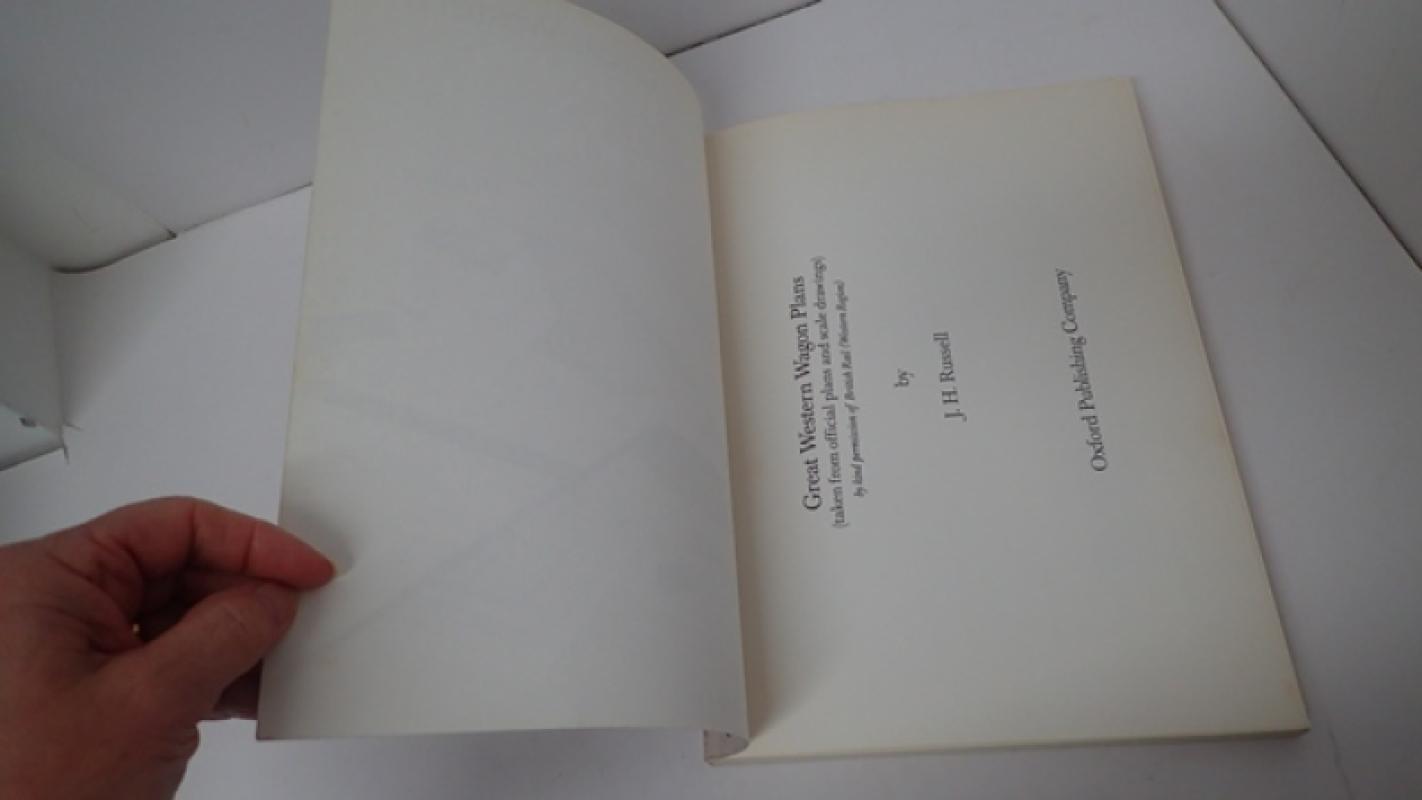 Great Western Wagon Plans
(taken from official plans and scale drawings)
by kind permission of British Rail (Western Region)
by
J. H. Russell
Oxford Publishing Company